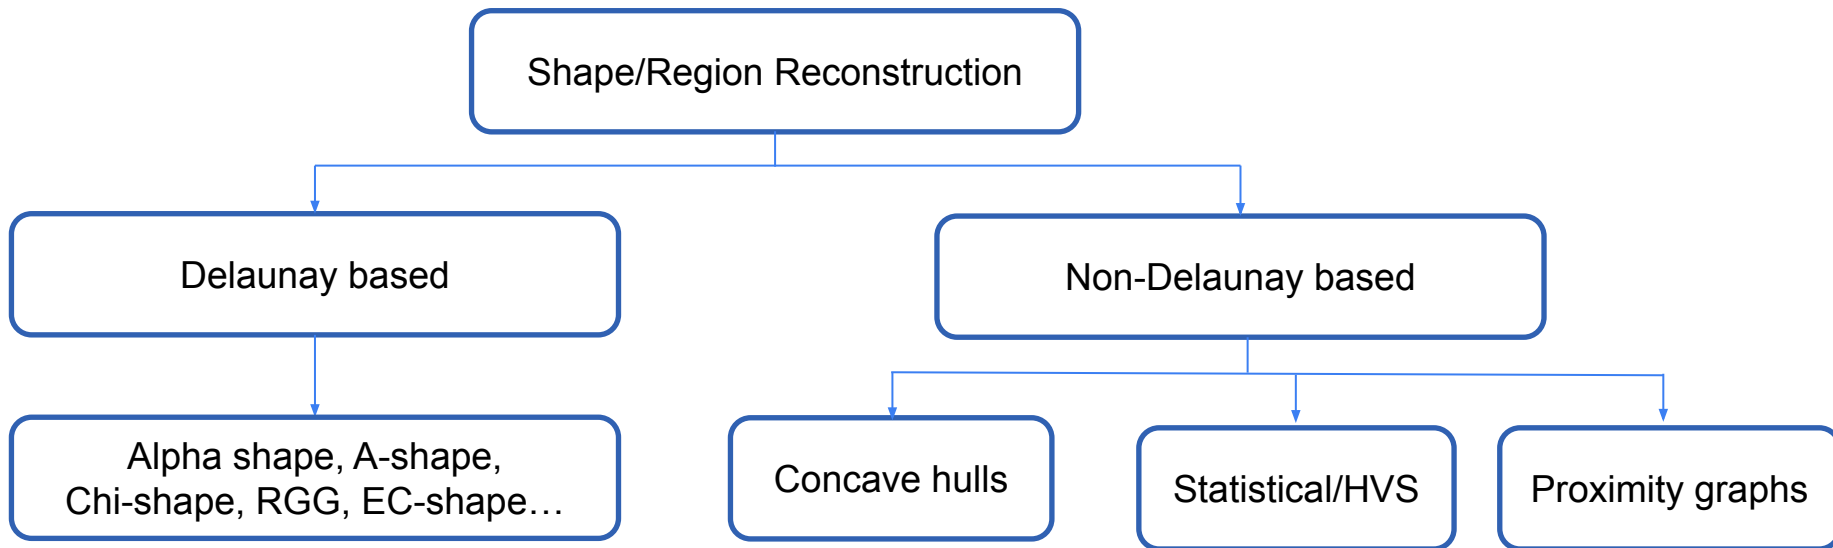 Shape/Region Reconstruction
Delaunay based
Non-Delaunay based
Alpha shape, A-shape,
Chi-shape, RGG, EC-shape…
Concave hulls
Statistical/HVS
Proximity graphs